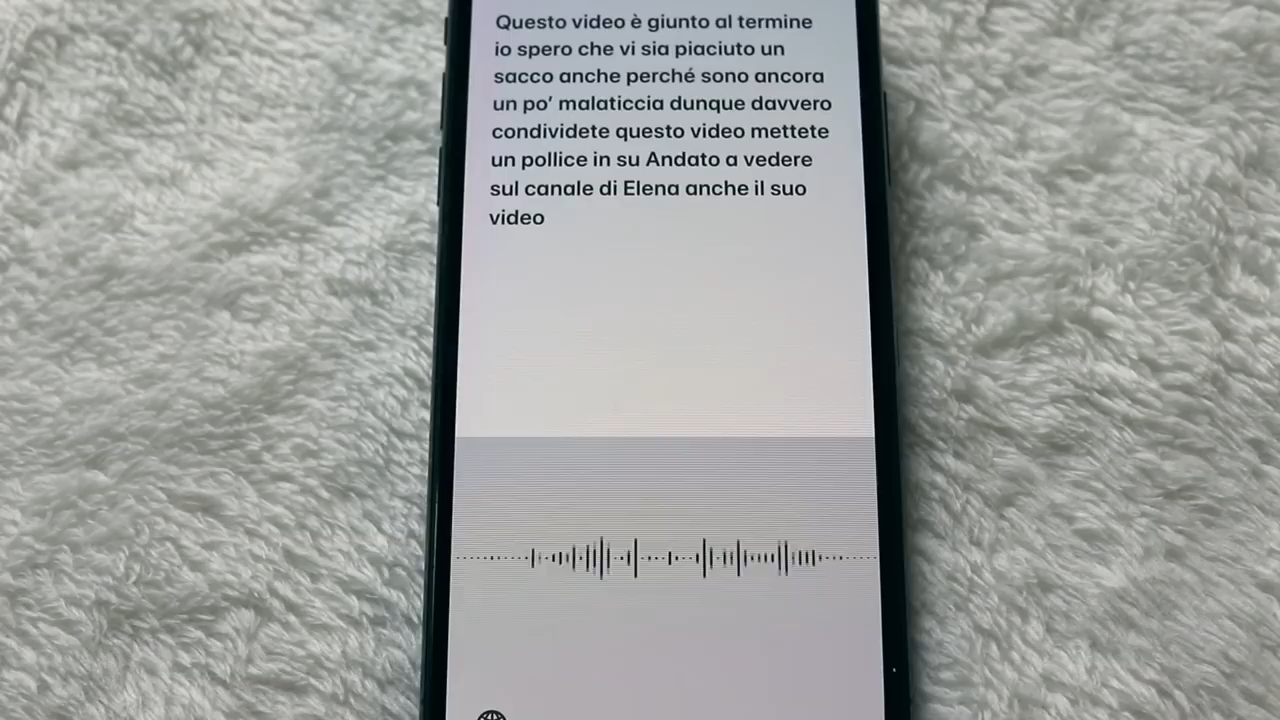 Questo video è giunto al termine
io spero che vi sia piaciuto un
sacco anche perché sono ancora
un po’ malaticcia dunque davvero
condividete questo video mettete
un pollice in su Andato a vedere
sul canale di Elena anche il suo
video